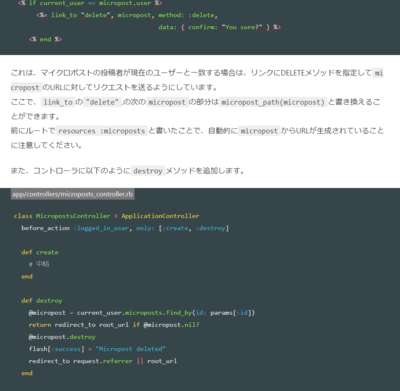 <% if current_user == micropost.user %>
<%= link_to "delete", micropost, method: :delete,
data: { confirm: "You sure?" } %>
<% end %>
これは、マイクロポストの投稿者が現在のユーザーと一致する場合は、リンクにDELETEメソッドを指定して mi
cropost のURLに対してリクエストを送るようにしています。
ここで、 link_to の "delete" ,の次の micropost の部分は micropost_path(micropost) と書き換えるこ
とができます。
前にルートで resources :microposts と書いたことで、自動的に micropost からURLが生成されていること
に注意してください。
また、コントローラに以下のように destroy メソッドを追加します。
app/controllers/microposts_controller.rb
class MicropostsController < ApplicationController
before_action :logged_in_user, only: [:create, :destroy]
def create
# 中略
end
def destroy
@micropost = current_user.microposts.find_by(id: params[:id])
return redirect_to root_url if @micropost.nil?
@micropost.destroy
flash[:success] = "Micropost deleted"
redirect_to request.referrer || root_url
end